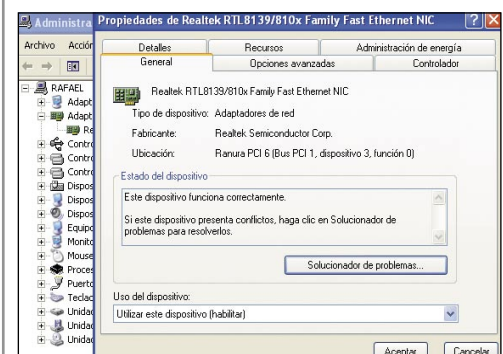 Administra
Propiedades de Realtek RTL8139/810x Family Fast Ethernet NIC
Archivo Acción
Detalles Recursos Administración de energía
General Opciones avanzadas Controlador
Realtek RTL8139/810x Family Fast Ethernet NIC
Tipo de dispositivo: Adaptadores de red
Fabricante: Realtek Semiconductor Corp.
Ubicación: Ranura PCI 6 (Bus PCI 1, dispositivo 3, función 0)
Estado del dispositivo
Este dispositivo funciona correctamente.
Si este dispositivo presenta conflictos, haga clic en Solucionador de
problemas para resolverlos.
Solucionador de problemas...
Uso del dispositivo:
Utilizar este dispositivo (habilitar)
Aceptar Cancelar
RAFAEL
Adapt
Adapt
Re
Contro
Contro
Contro
Dispos
Dispos
Dispos
Equipo
Monito
Mouse
Proces
Puerto
Teclac
Unidad
Unidad
Unidad